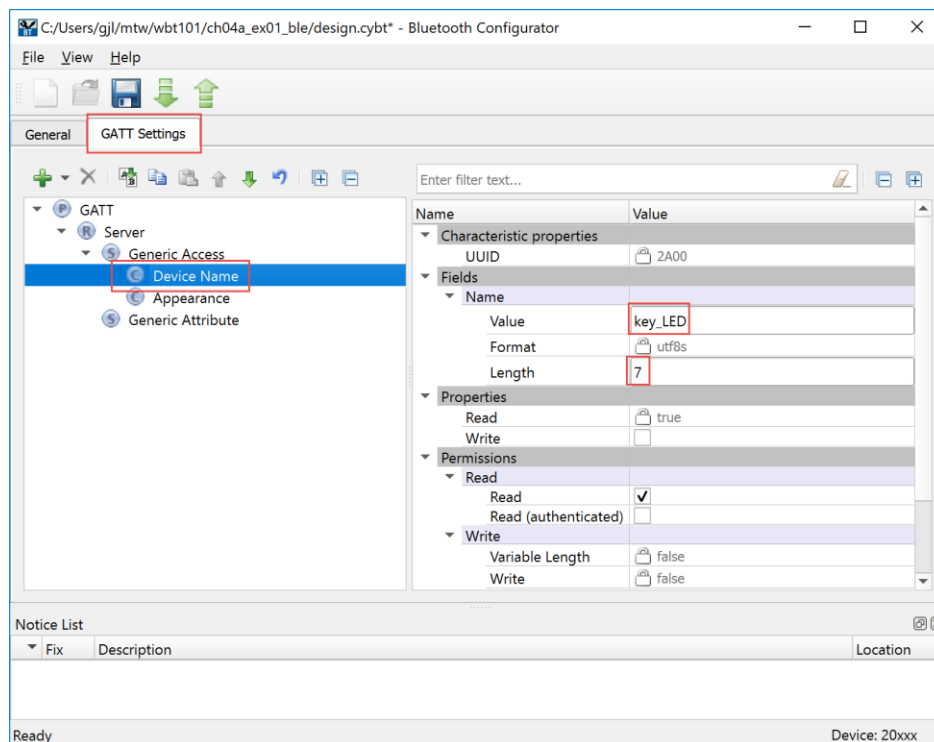 C:/Users/gjl/mtw/wbt101/ch04a_ex01_ble/design.cybt* - Bluetooth Configurator
File View Help
General GATT Settings
Enter filter text...
P GATT
R Server
S Generic Access
C Device Name
C Appearance
S Generic Attribute
Name Value
Characteristic properties
UUID 2A00
Fields
Name
Value key_LED
Format utf8s
Length 7
Properties
Read true
Write
Permissions
Read
Read
Read (authenticated)
Write
Variable Length false
Write false
Notice List
Fix Description Location
Ready Device: 20xxx